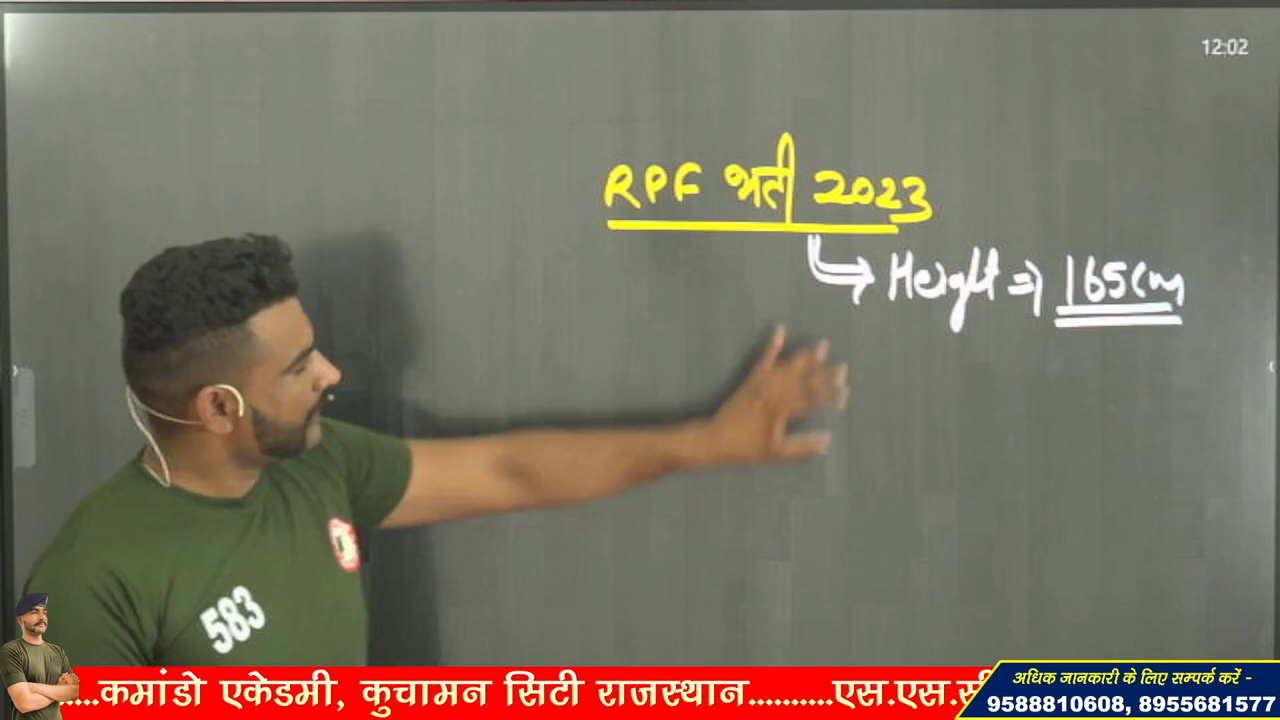 12:02
RPF भर्ती 2023
Height ⇒ 165cm
583
.....कमांडो एकेडमी, कुचामन सिटी राजस्थान..........एस.एस.सी
अधिक जानकारी के लिए सम्पर्क करें -
9588810608, 8955681577